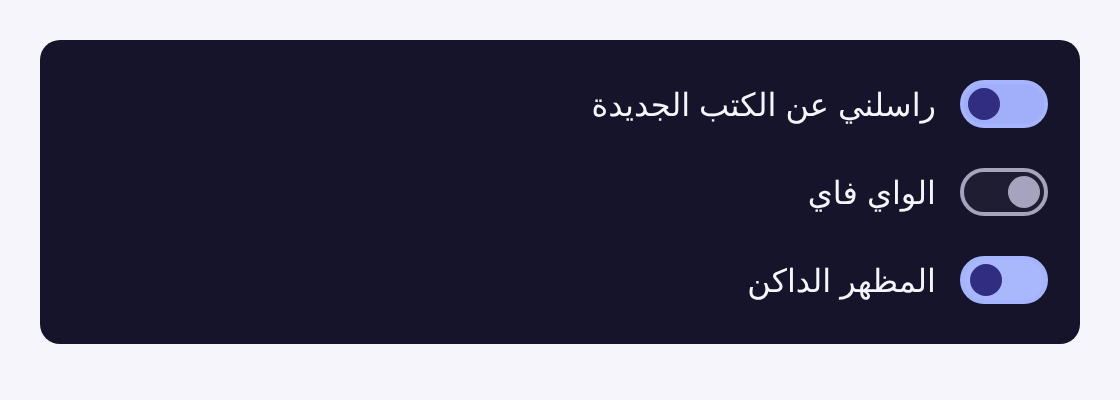 راسلني عن الكتب الجديدة
الواي فاي
المظهر الداكن